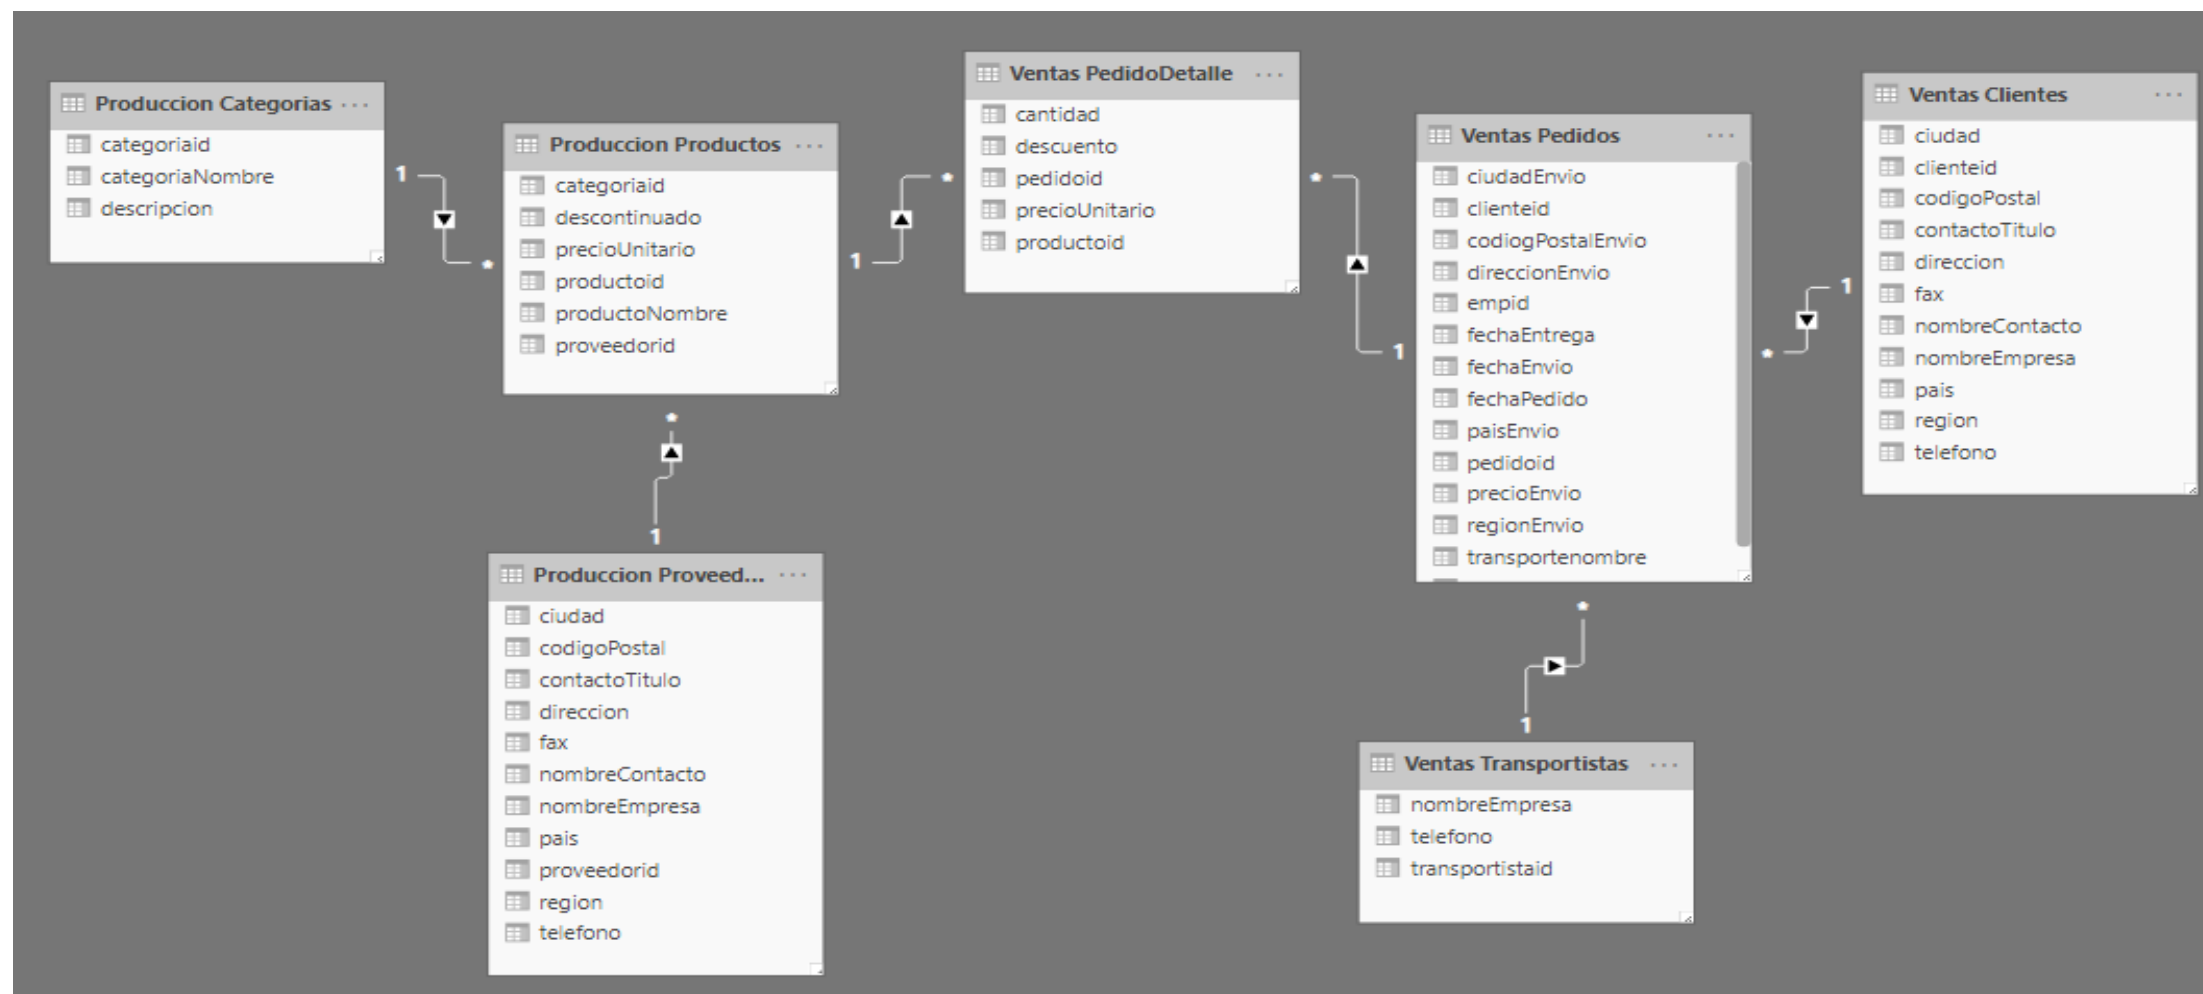 Produccion Categorias ...
categoriaid
categoriaNombre
descripcion
1
*
Produccion Productos ...
categoriaid
descontinuado
precioUnitario
productoid
productoNombre
proveedorid
1
*
*
1
Produccion Proveed... ...
ciudad
codigoPostal
contactoTitulo
direccion
fax
nombreContacto
nombreEmpresa
pais
proveedorid
region
telefono
Ventas PedidoDetalle ...
cantidad
descuento
pedidoid
precioUnitario
productoid
*
1
Ventas Pedidos ...
ciudadEnvio
clienteid
codiogPostalEnvio
direccionEnvio
empid
fechaEntrega
fechaEnvio
fechaPedido
paisEnvio
pedidoid
precioEnvio
regionEnvio
transportenombre
*
1
*
1
Ventas Clientes ...
ciudad
clienteid
codigoPostal
contactoTitulo
direccion
fax
nombreContacto
nombreEmpresa
pais
region
telefono
Ventas Transportistas ...
nombreEmpresa
telefono
transportistaid